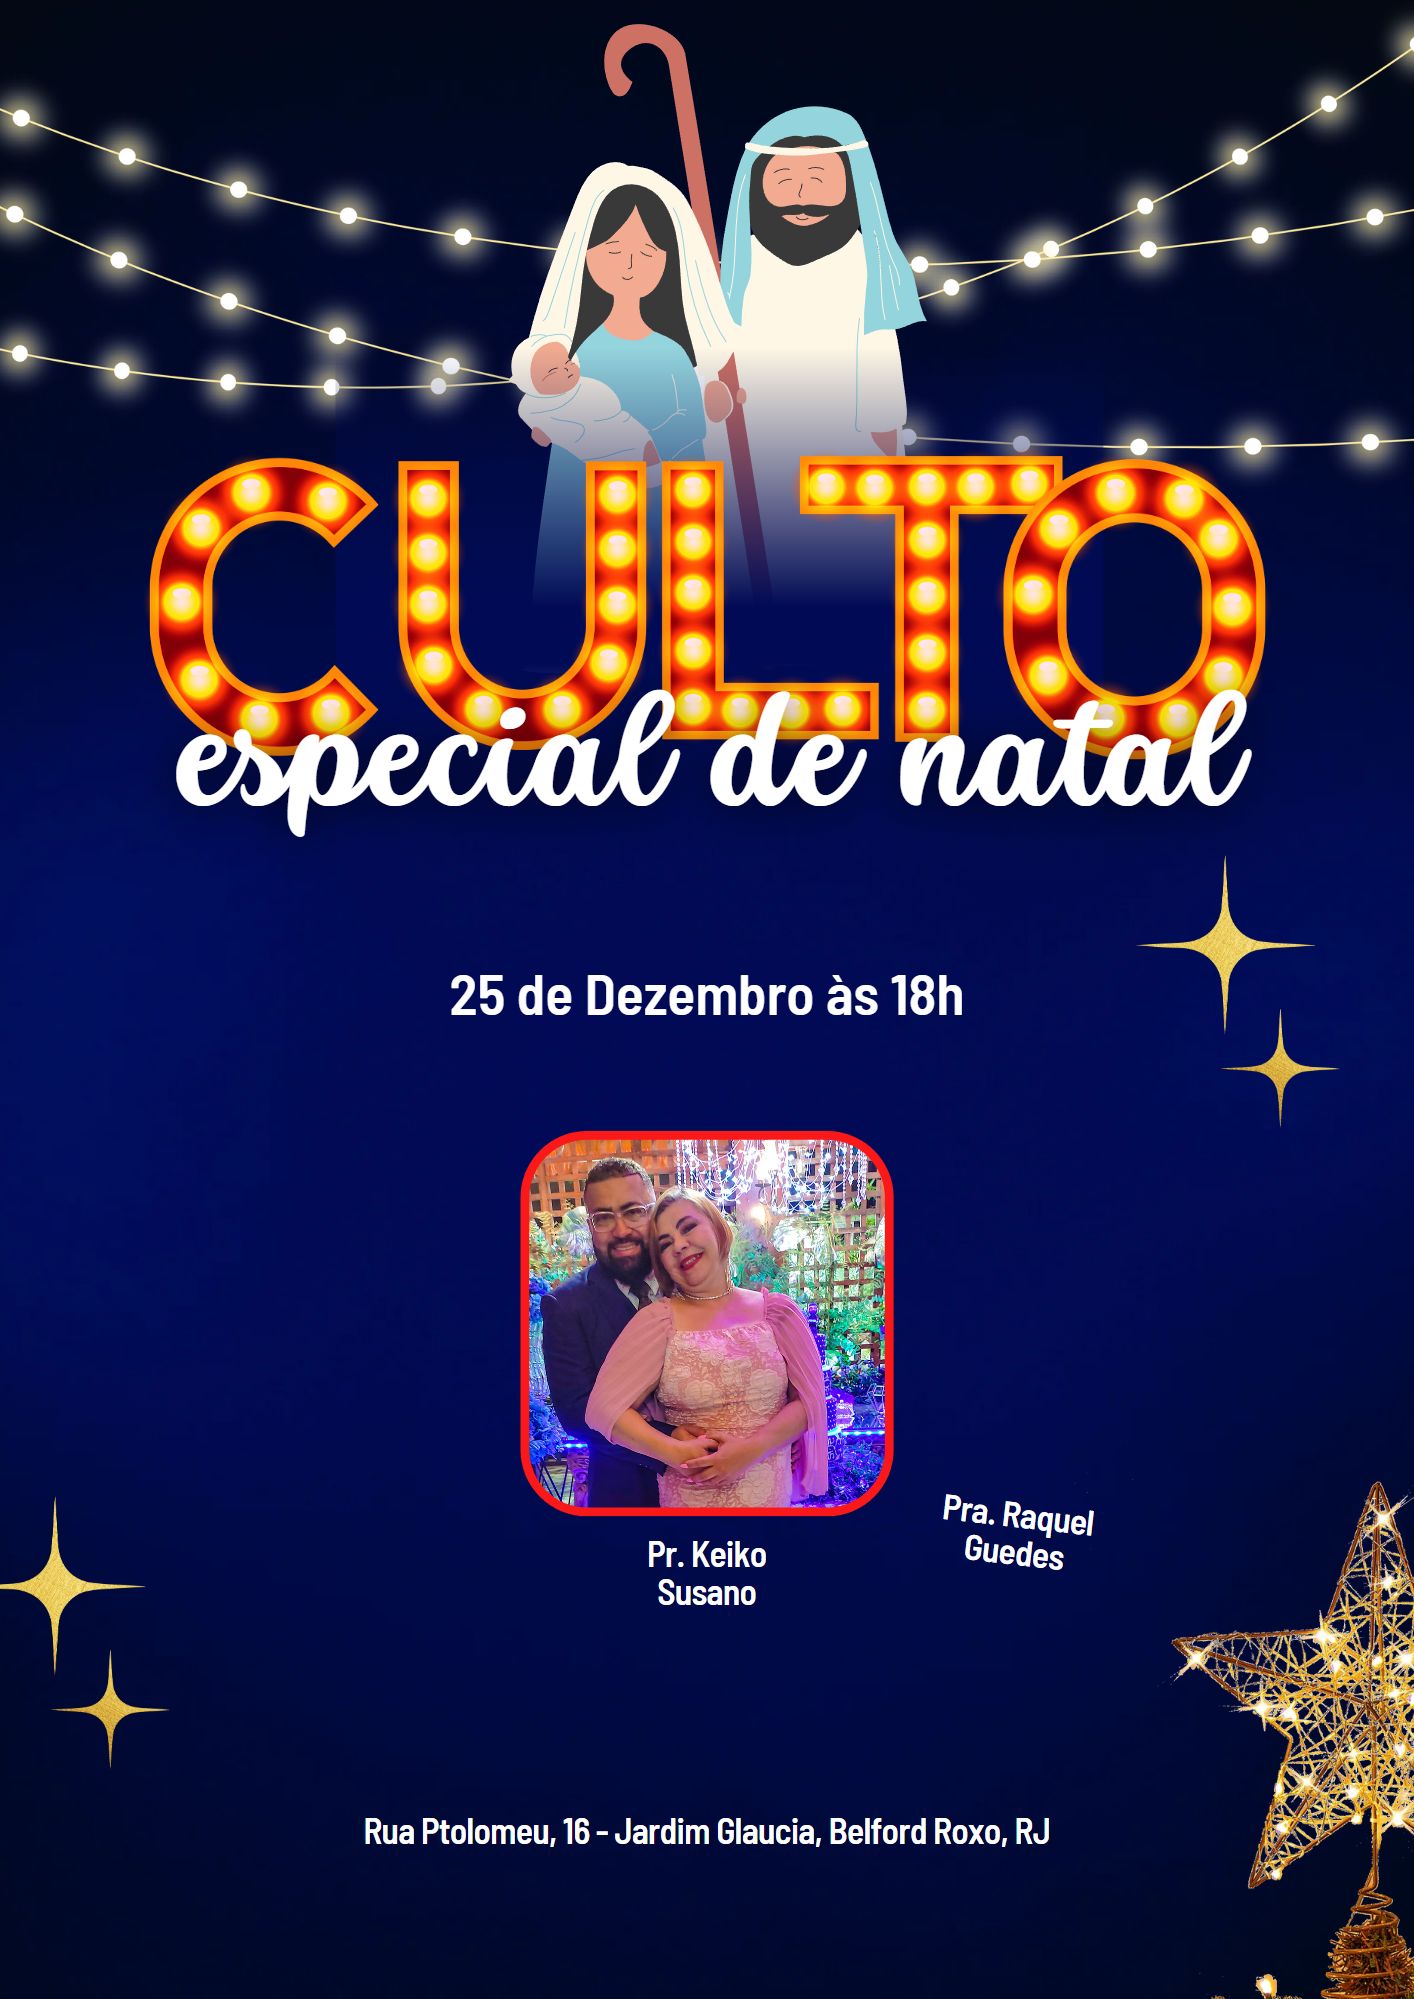 CULTO
especial de natal
25 de Dezembro às 18h
Pra. Raquel
Guedes
Pr. Keiko
Susano
Rua Ptolomeu, 16 - Jardim Glaucia, Belford Roxo, RJ